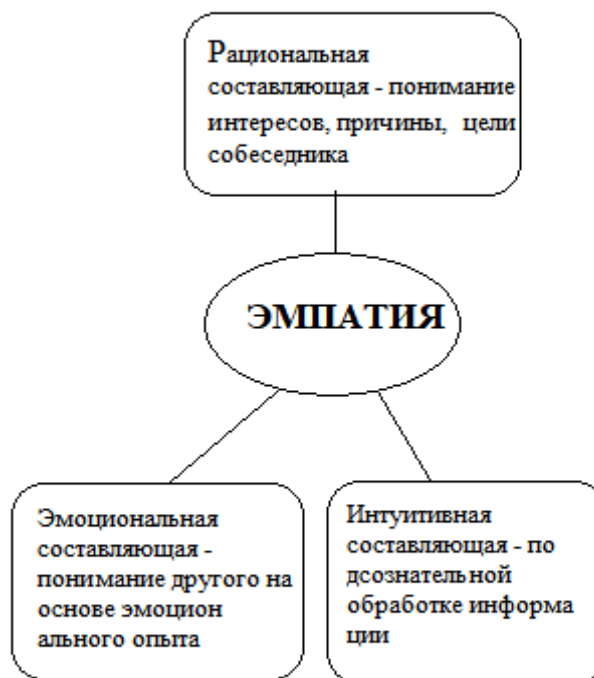 Рациональная
составляющая - понимание
интересов, причины, цели
собеседника
ЭМПАТИЯ
Эмоциональная
составляющая -
понимание другого на
основе эмоцион
ального опыта
Интуитивная
составляющая - по
дсознательной
обработке информа
ции